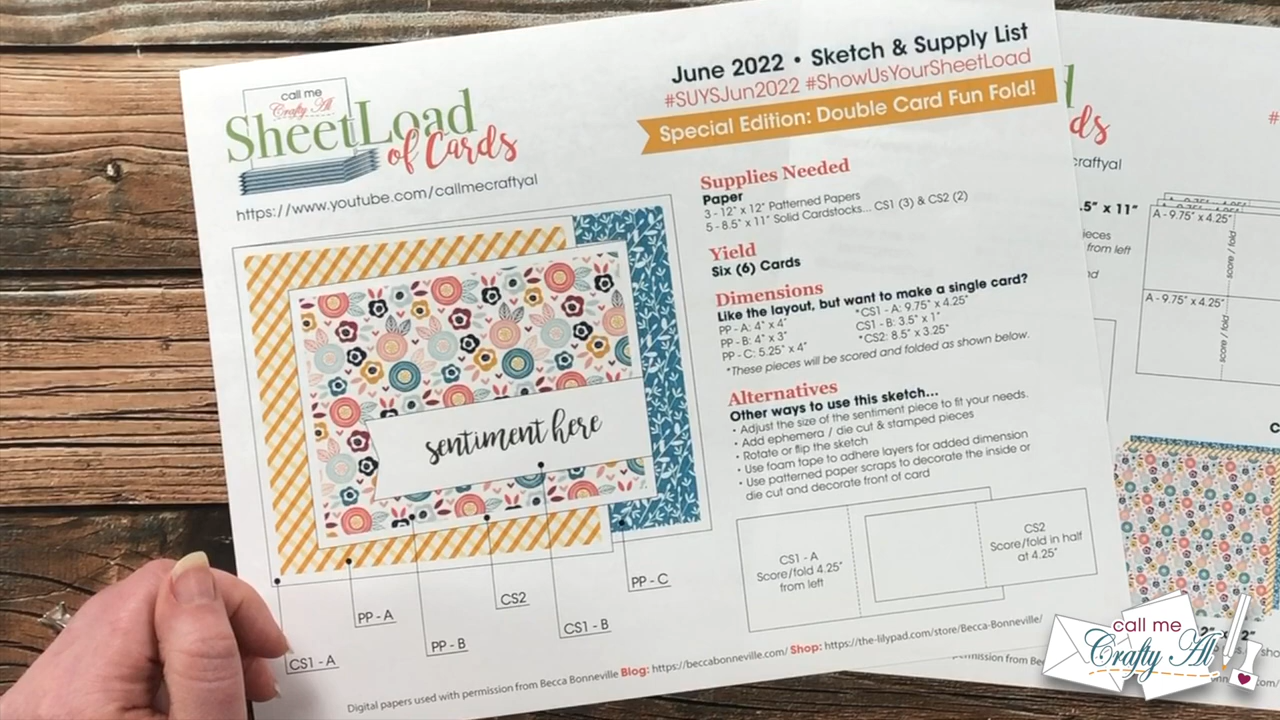 call me
Crafty Al
SheetLoad
of Cards
https://www.youtube.com/callmecraftyal
June 2022 • Sketch & Supply List
#SUYSJun2022 #ShowUsYourSheetLoad
Special Edition: Double Card Fun Fold!
Supplies Needed
Paper
3 - 12" x 12" Patterned Papers
5 - 8.5" x 11" Solid Cardstocks... CS1 (3) & CS2 (2)
Yield
Six (6) Cards
Dimensions
Like the layout, but want to make a single card?
PP - A: 4" x 4"
PP - B: 4" x 3"
PP - C: 5.25" x 4"
*CS1 - A: 9.75" x 4.25"
CS1 - B: 3.5" x 1"
*CS2: 8.5" x 3.25"
*These pieces will be scored and folded as shown below.
Alternatives
Other ways to use this sketch...
• Adjust the size of the sentiment piece to fit your needs.
• Add ephemera / die cut & stamped pieces
• Rotate or flip the sketch
• Use foam tape to adhere layers for added dimension
• Use patterned paper scraps to decorate the inside or
die cut and decorate front of card
sentiment here
CS1 - A
PP - A
PP - B
CS2
CS1 - B
PP - C
CS1 - A
Score/fold 4.25"
from left
CS2
Score/fold in half
at 4.25"
Digital papers used with permission from Becca Bonneville Blog: https://beccabonneville.com/ Shop: https://the-lilypad.com/store/Becca-Bonneville/
d
ds
craftyal
#
.5" x 11"
ieces
from left
nd
A - 9.75" x 4.25"
score / fold
A - 9.75" x 4.25"
score / fold
C
call me
Crafty Al